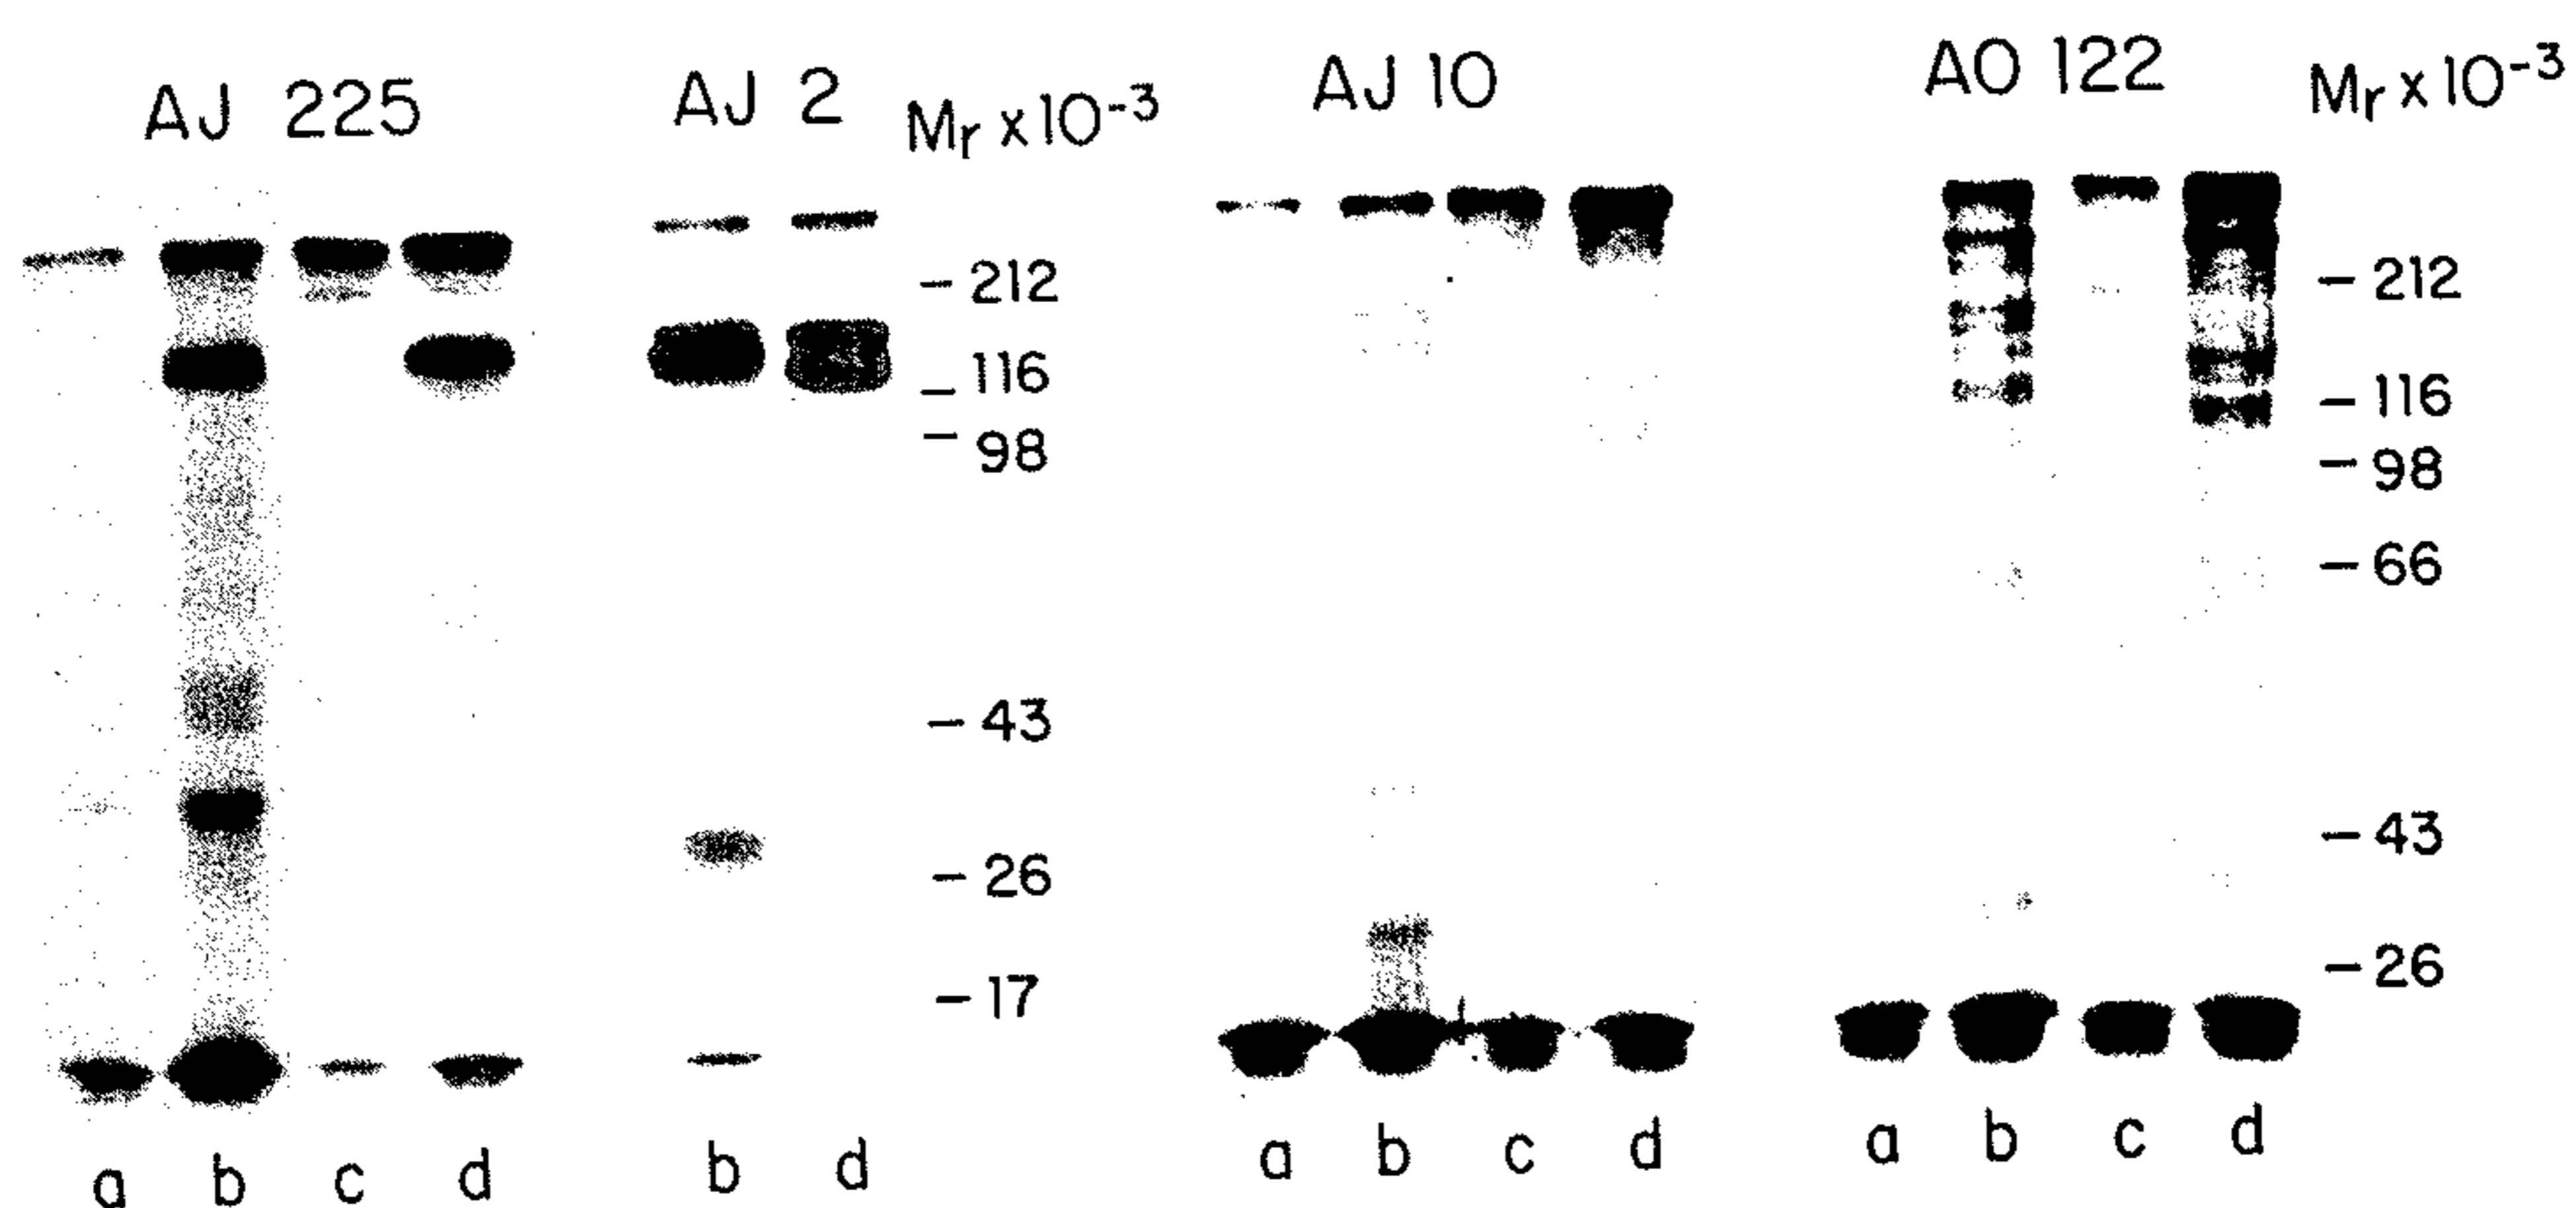 AJ 225 AJ 2 Mr x 10-3 AJ 10 AO 122 Mr x 10-3
- 212 - 212
- 116 - 116
- 98 - 98
- 66
- 43 - 43
- 26 - 26
- 17
a b c d b d a b c d a b c d